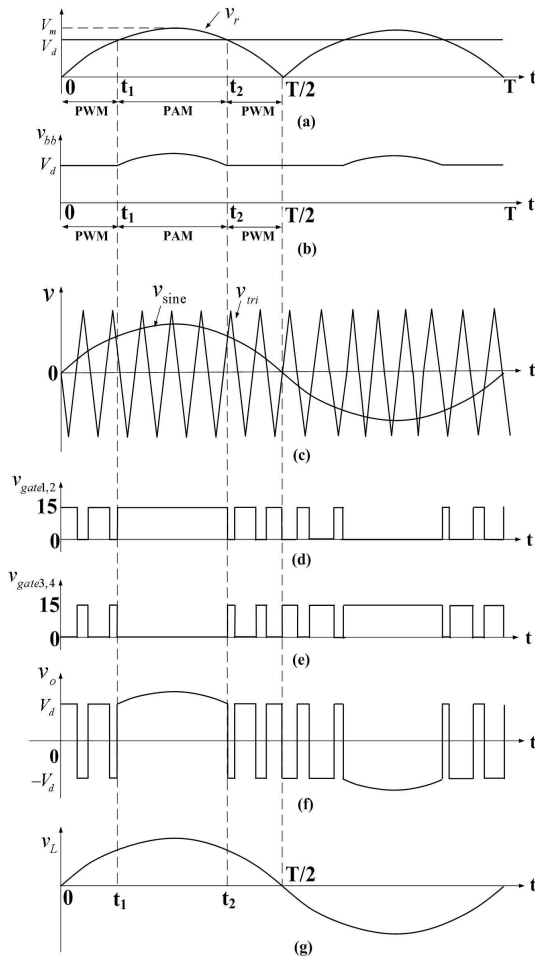 V_m v_r
V_d
0 t_1 t_2 T/2 T t
PWM PAM PWM
(a)
v_bb
V_d
0 t_1 t_2 T/2 T t
PWM PAM PWM
(b)
v v_sine v_tri
0 t
(c)
v_gate1,2
15
0 t
(d)
v_gate3,4
15
0 t
(e)
v_o
V_d
0 t
−V_d
(f)
v_L
T/2
0 t_1 t_2 t
(g)